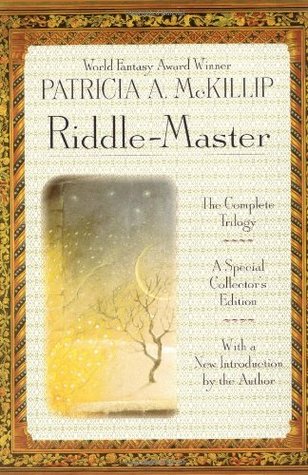 World Fantasy Award Winner
PATRICIA A. McKILLIP
Riddle-Master
The Complete
Trilogy
A Special
Collector's
Edition
With a
New Introduction
by the Author